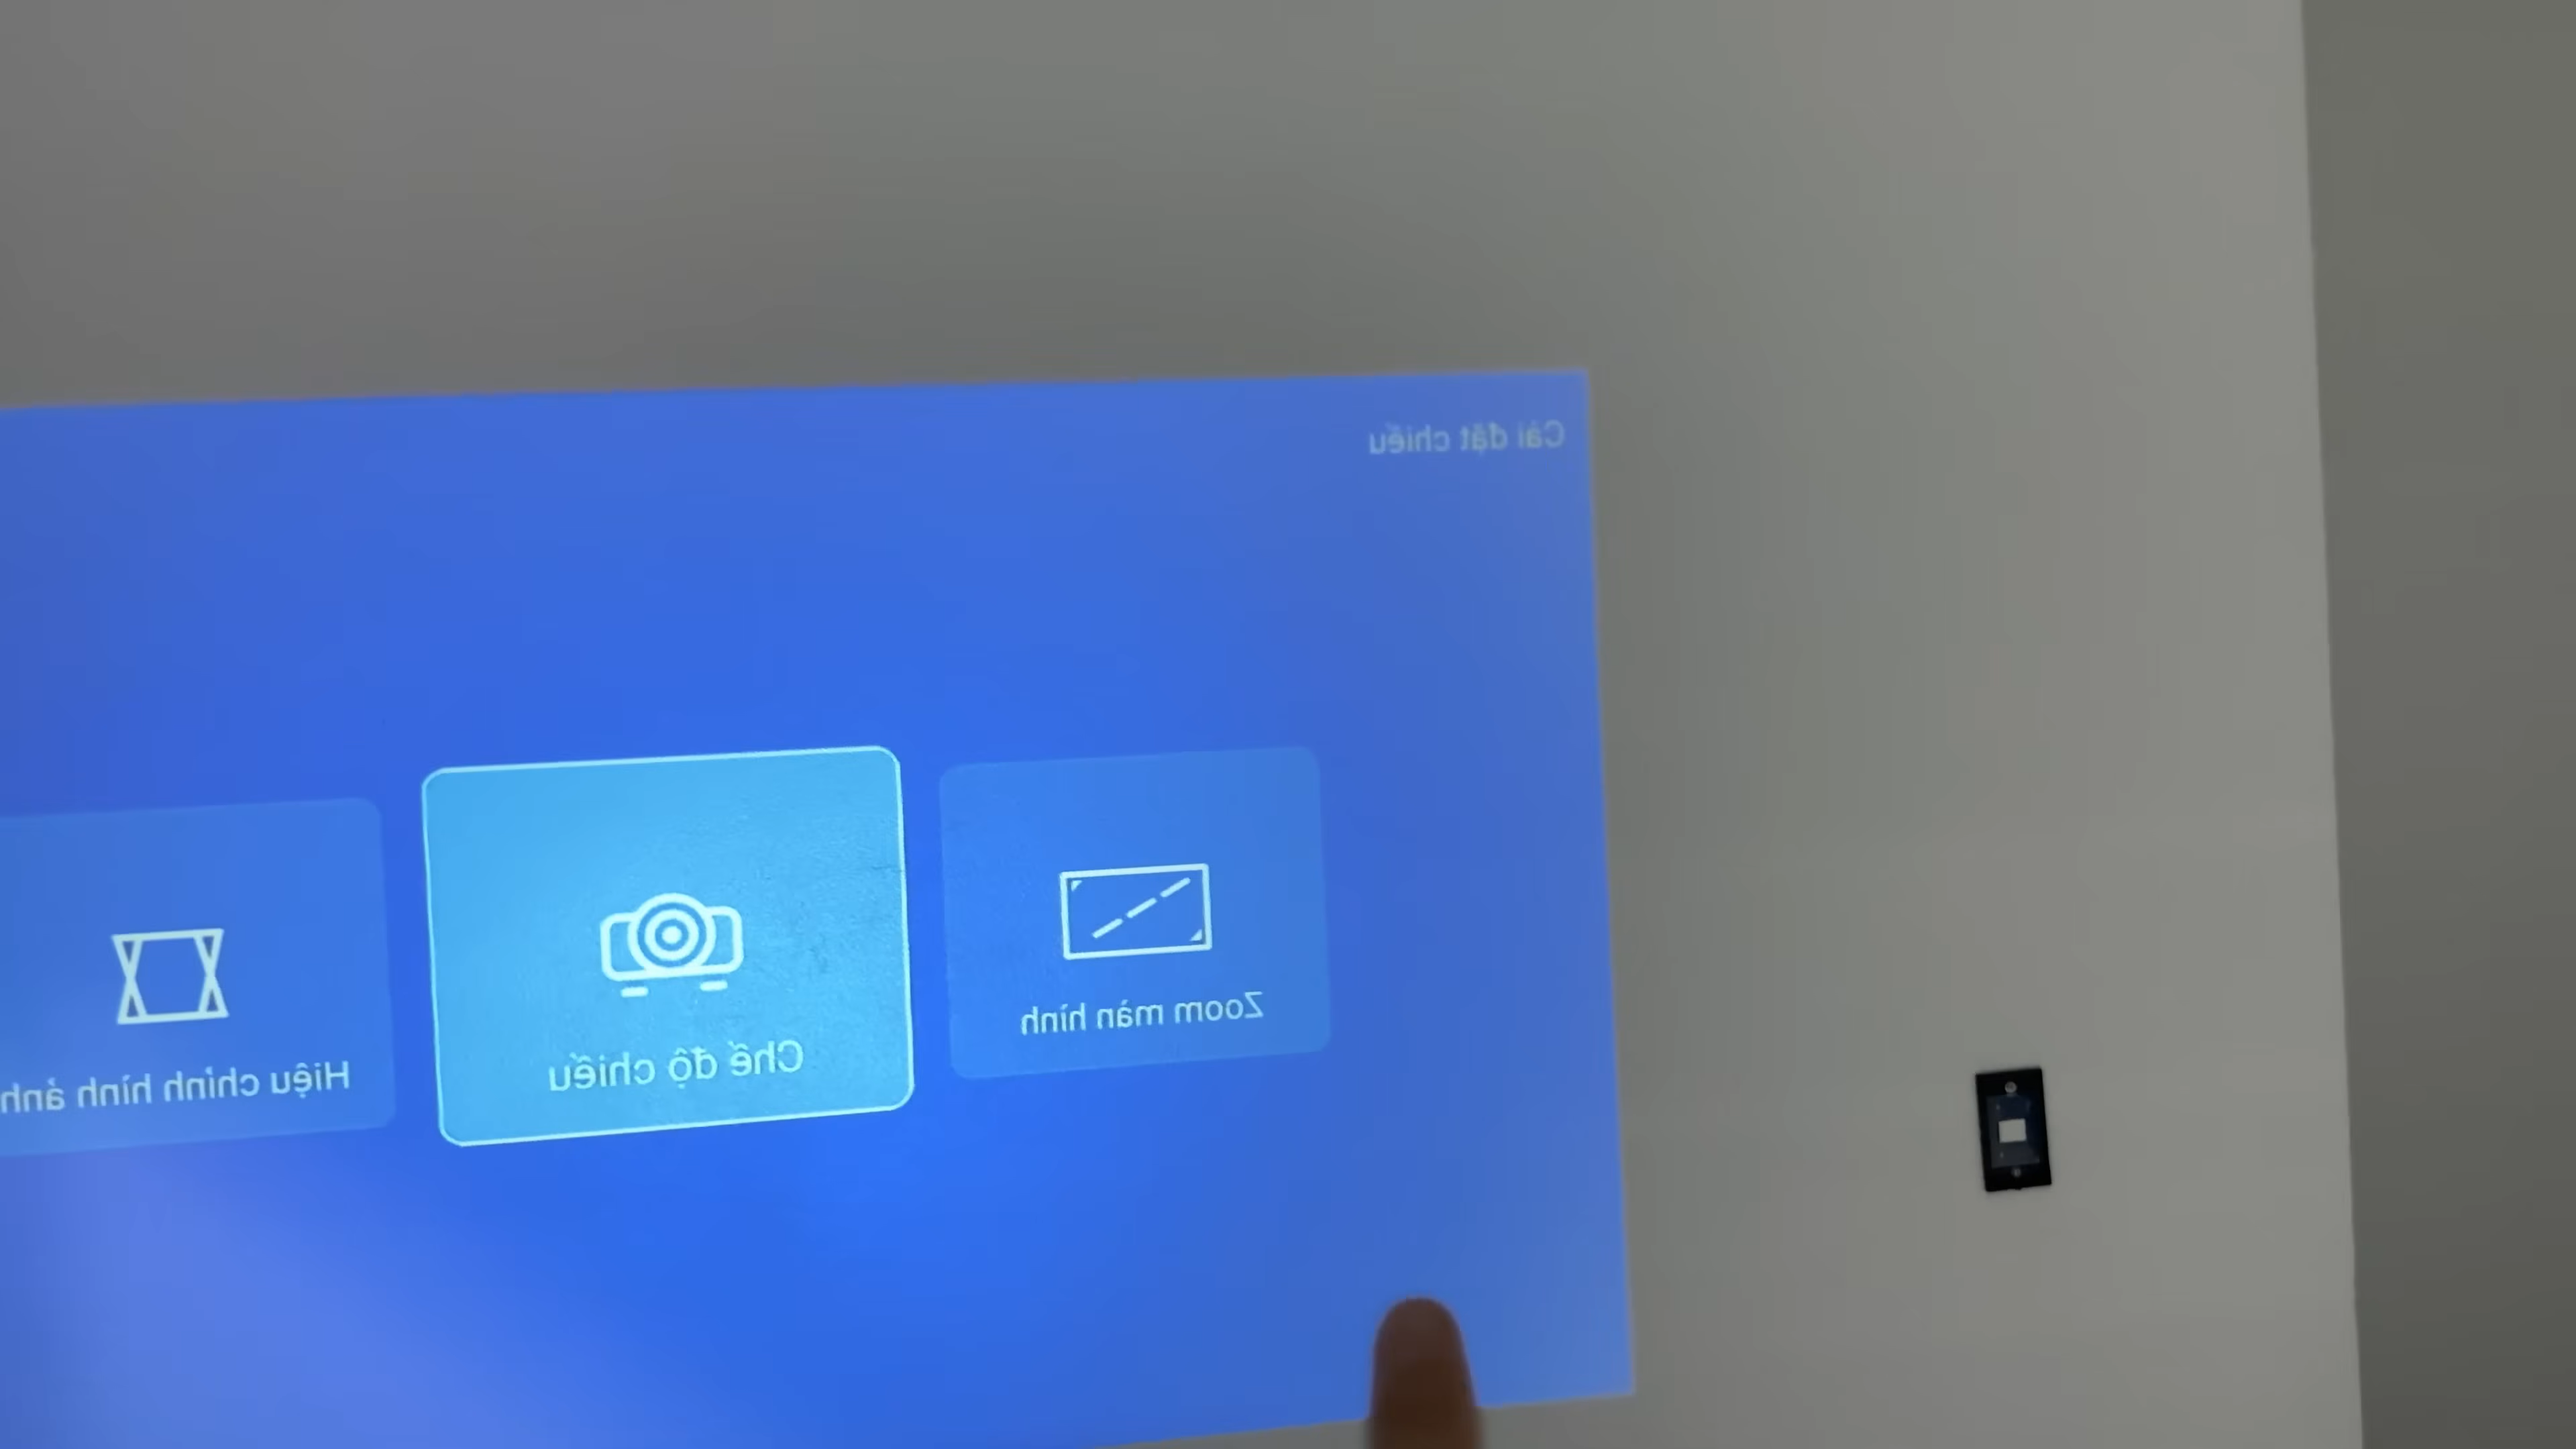 Cài đặt chiếu
Zoom màn hình
Chế độ chiếu
Hiệu chỉnh hình ảnh